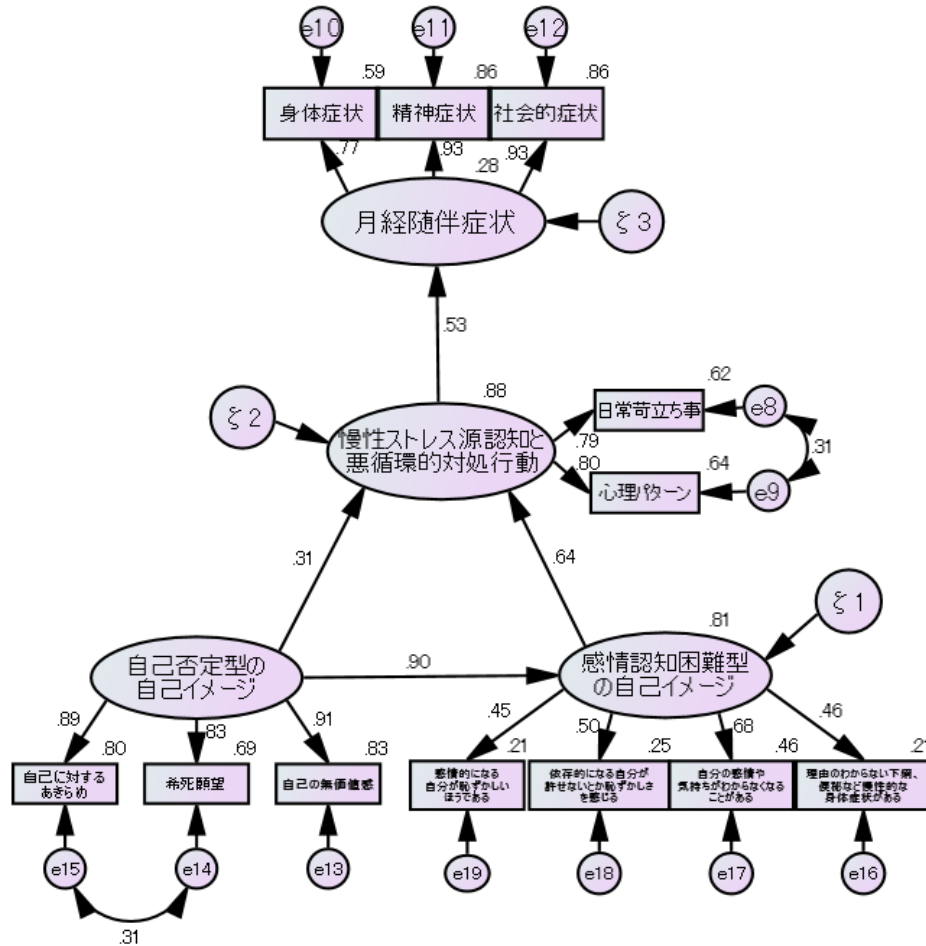 e10 e11 e12
.59 .86 .86
身体症状 精神症状 社会的症状
.77 .93 .93
.28
月経随伴症状 ζ3
.53
.88 .62
ζ2 日常苛立ち事 e8
慢性ストレス源認知と
悪循環的対処行動
.79
.80 .64 .31
心理パターン e9
.31 .64
ζ1
.81
自己否定型の
自己イメージ
.90
感情認知困難型
の自己イメージ
.89 .83 .91
.80 .69 .83
.45 .50 .68 .46
.21 .25 .46 .21
自己に対する
あきらめ
希死願望
自己の無価値感
感情的になる
自分が恥ずかしい
ほうである
依存的になる自分が
許せないとか恥ずかしさ
を感じる
自分の感情や
気持ちがわからなくなる
ことがある
理由のわからない下痢、
便秘など慢性的な
身体症状がある
e15 e14 e13 e19 e18 e17 e16
.31